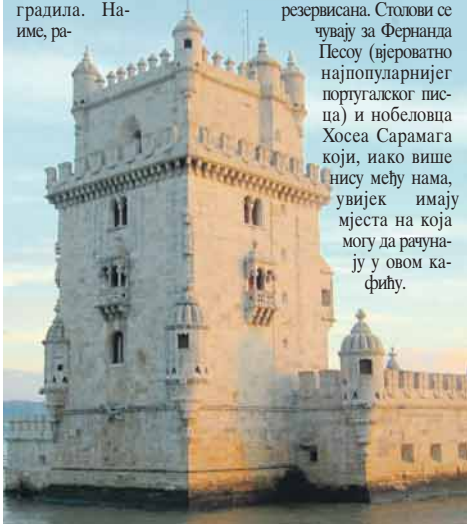 градила. На-
име, ра-
резервисана. Столови се
чувају за Фернанда
Песоу (вјероватно
најпопуларнијег
португалског пис-
ца) и нобеловца
Хосеа Сарамага
који, иако више
нису међу нама,
увијек имају
мјеста на која
могу да рачуна-
ју у овом ка-
фићу.